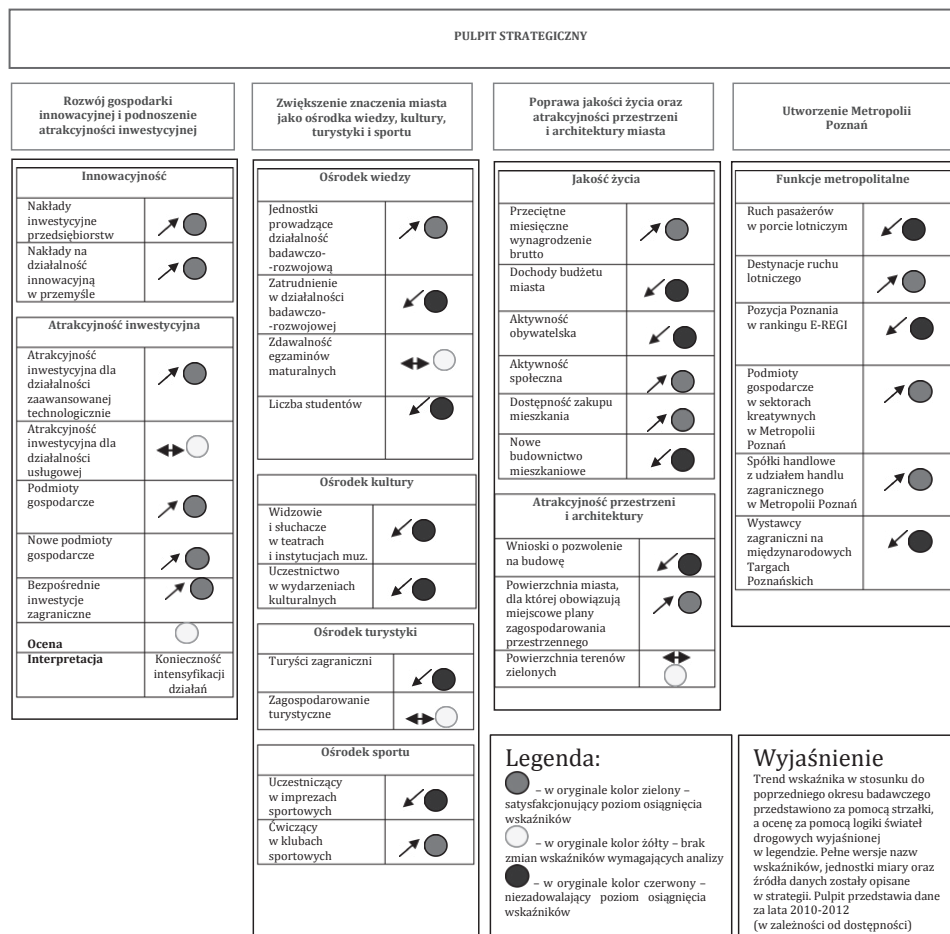 PULPIT STRATEGICZNY
Rozwój gospodarki
innowacyjnej i podnoszenie
atrakcyjności inwestycyjnej
Innowacyjność
Nakłady
inwestycyjne
przedsiębiorstw
Nakłady na
działalność
innowacyjną
w przemyśle
Atrakcyjność inwestycyjna
Atrakcyjność
inwestycyjna dla
działalności
zaawansowanej
technologicznie
Atrakcyjność
inwestycyjna dla
działalności
usługowej
Podmioty
gospodarcze
Nowe podmioty
gospodarcze
Bezpośrednie
inwestycje
zagraniczne
Ocena
Interpretacja
Konieczność
intensyfikacji
działań
Zwiększenie znaczenia miasta
jako ośrodka wiedzy, kultury,
turystyki i sportu
Ośrodek wiedzy
Jednostki
prowadzące
działalność
badawczo-
-rozwojową
Zatrudnienie
w działalności
badawczo-
-rozwojowej
Zdawalność
egzaminów
maturalnych
Liczba studentów
Ośrodek kultury
Widzowie
i słuchacze
w teatrach
i instytucjach muz.
Uczestnictwo
w wydarzeniach
kulturalnych
Ośrodek turystyki
Turyści zagraniczni
Zagospodarowanie
turystyczne
Ośrodek sportu
Uczestniczący
w imprezach
sportowych
Ćwiczący
w klubach
sportowych
Poprawa jakości życia oraz
atrakcyjności przestrzeni
i architektury miasta
Jakość życia
Przeciętne
miesięczne
wynagrodzenie
brutto
Dochody budżetu
miasta
Aktywność
obywatelska
Aktywność
społeczna
Dostępność zakupu
mieszkania
Nowe
budownictwo
mieszkaniowe
Atrakcyjność przestrzeni
i architektury
Wnioski o pozwolenie
na budowę
Powierzchnia miasta,
dla której obowiązują
miejscowe plany
zagospodarowania
przestrzennego
Powierzchnia terenów
zielonych
Utworzenie Metropolii
Poznań
Funkcje metropolitalne
Ruch pasażerów
w porcie lotniczym
Destynacje ruchu
lotniczego
Pozycja Poznania
w rankingu E-REGI
Podmioty
gospodarcze
w sektorach
kreatywnych
w Metropolii
Poznań
Spółki handlowe
z udziałem handlu
zagranicznego
w Metropolii Poznań
Wystawcy
zagraniczni na
międzynarodowych
Targach
Poznańskich
Legenda:
– w oryginale kolor zielony –
satysfakcjonujący poziom osiągnięcia
wskaźników
– w oryginale kolor żółty – brak
zmian wskaźników wymagających analizy
– w oryginale kolor czerwony –
niezadowalający poziom osiągnięcia
wskaźników
Wyjaśnienie
Trend wskaźnika w stosunku do
poprzedniego okresu badawczego
przedstawiono za pomocą strzałki,
a ocenę za pomocą logiki świateł
drogowych wyjaśnionej
w legendzie. Pełne wersje nazw
wskaźników, jednostki miary oraz
źródła danych zostały opisane
w strategii. Pulpit przedstawia dane
za lata 2010-2012
(w zależności od dostępności)